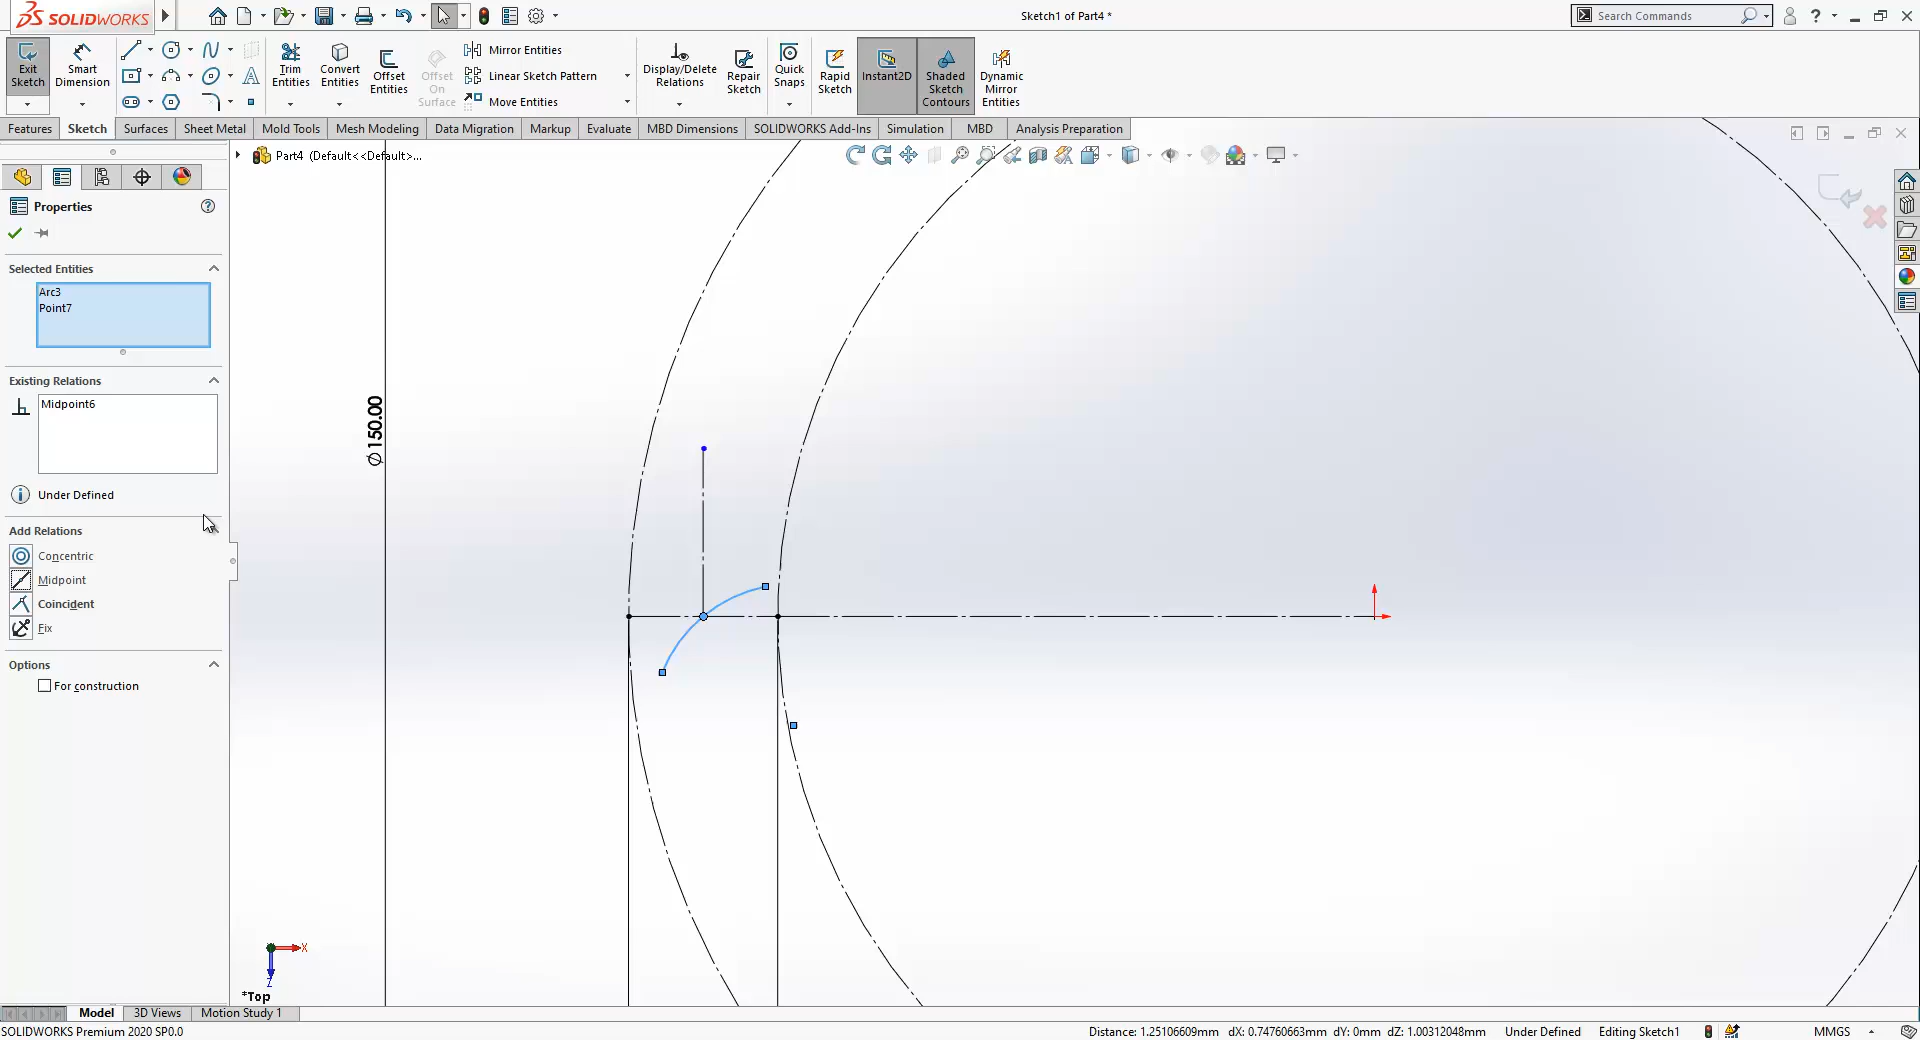 SOLIDWORKS
Sketch1 of Part4 *
Search Commands
Exit Sketch
Smart Dimension
Trim Entities
Convert Entities
Offset Entities
Offset On Surface
Mirror Entities
Linear Sketch Pattern
Move Entities
Display/Delete Relations
Repair Sketch
Quick Snaps
Rapid Sketch
Instant2D
Shaded Sketch Contours
Dynamic Mirror Entities
Features
Sketch
Surfaces
Sheet Metal
Mold Tools
Mesh Modeling
Data Migration
Markup
Evaluate
MBD Dimensions
SOLIDWORKS Add-Ins
Simulation
MBD
Analysis Preparation
Part4 (Default<<Default>...
Properties
Selected Entities
Arc3
Point7
Existing Relations
Midpoint6
Under Defined
Add Relations
Concentric
Midpoint
Coincident
Fix
Options
For construction
∅150.00
X
Z
*Top
Model
3D Views
Motion Study 1
SOLIDWORKS Premium 2020 SP0.0
Distance: 1.25106609mm dX: 0.74760663mm dY: 0mm dZ: 1.00312048mm
Under Defined
Editing Sketch1
MMGS